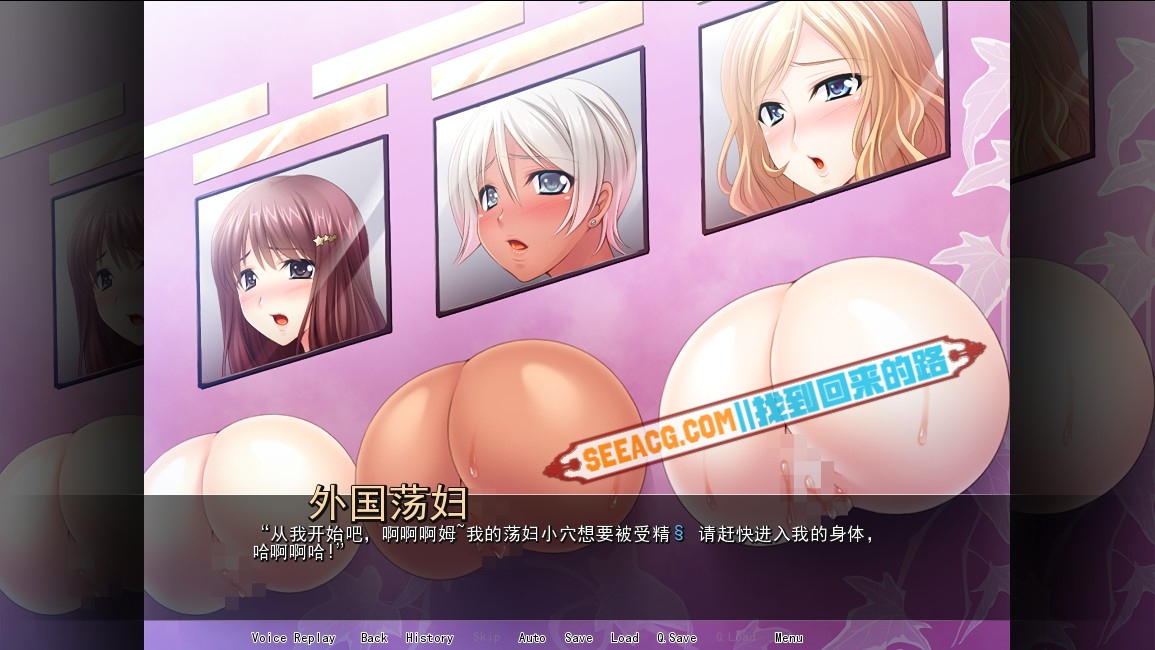 SEEACG.COM||找到回来的路
外国荡妇
“从我开始吧，啊啊啊姆~我的荡妇小穴想要被受精§ 请赶快进入我的身体，
哈啊啊哈!”
Voice Replay Back History Skip Auto Save Load Q.Save Q.Load Menu